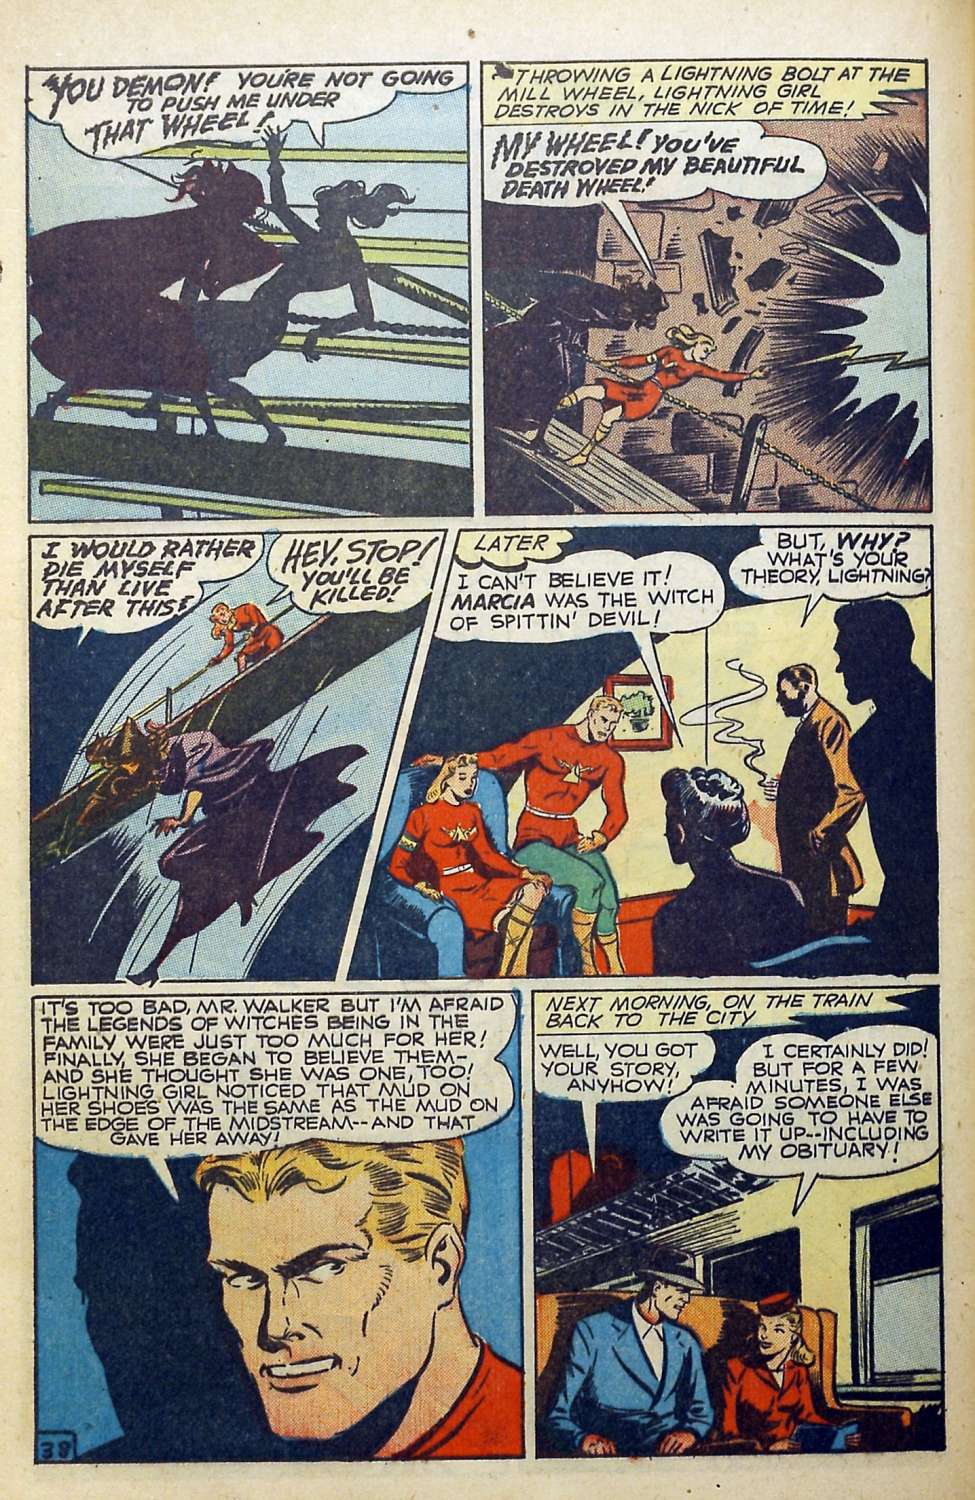 YOU DEMON! YOU'RE NOT GOING
TO PUSH ME UNDER
THAT WHEEL!
THROWING A LIGHTNING BOLT AT THE
MILL WHEEL, LIGHTNING GIRL
DESTROYS IN THE NICK OF TIME!
MY WHEEL! YOU'VE
DESTROYED MY BEAUTIFUL
DEATH WHEEL!
I WOULD RATHER
DIE MYSELF
THAN LIVE
AFTER THIS!
HEY, STOP!
YOU'LL BE
KILLED!
LATER
I CAN'T BELIEVE IT!
MARCIA WAS THE WITCH
OF SPITTIN' DEVIL!
BUT, WHY?
WHAT'S YOUR
THEORY, LIGHTNING?
IT'S TOO BAD, MR. WALKER BUT I'M AFRAID
THE LEGENDS OF WITCHES BEING IN THE
FAMILY WERE JUST TOO MUCH FOR HER!
FINALLY, SHE BEGAN TO BELIEVE THEM--
AND SHE THOUGHT SHE WAS ONE, TOO!
LIGHTNING GIRL NOTICED THAT MUD ON
HER SHOES WAS THE SAME AS THE MUD ON
THE EDGE OF THE MIDSTREAM--AND THAT
GAVE HER AWAY!
38
NEXT MORNING, ON THE TRAIN
BACK TO THE CITY
WELL, YOU GOT
YOUR STORY,
ANYHOW!
I CERTAINLY DID!
BUT FOR A FEW
MINUTES, I WAS
AFRAID SOMEONE ELSE
WAS GOING TO HAVE TO
WRITE IT UP--INCLUDING
MY OBITUARY!